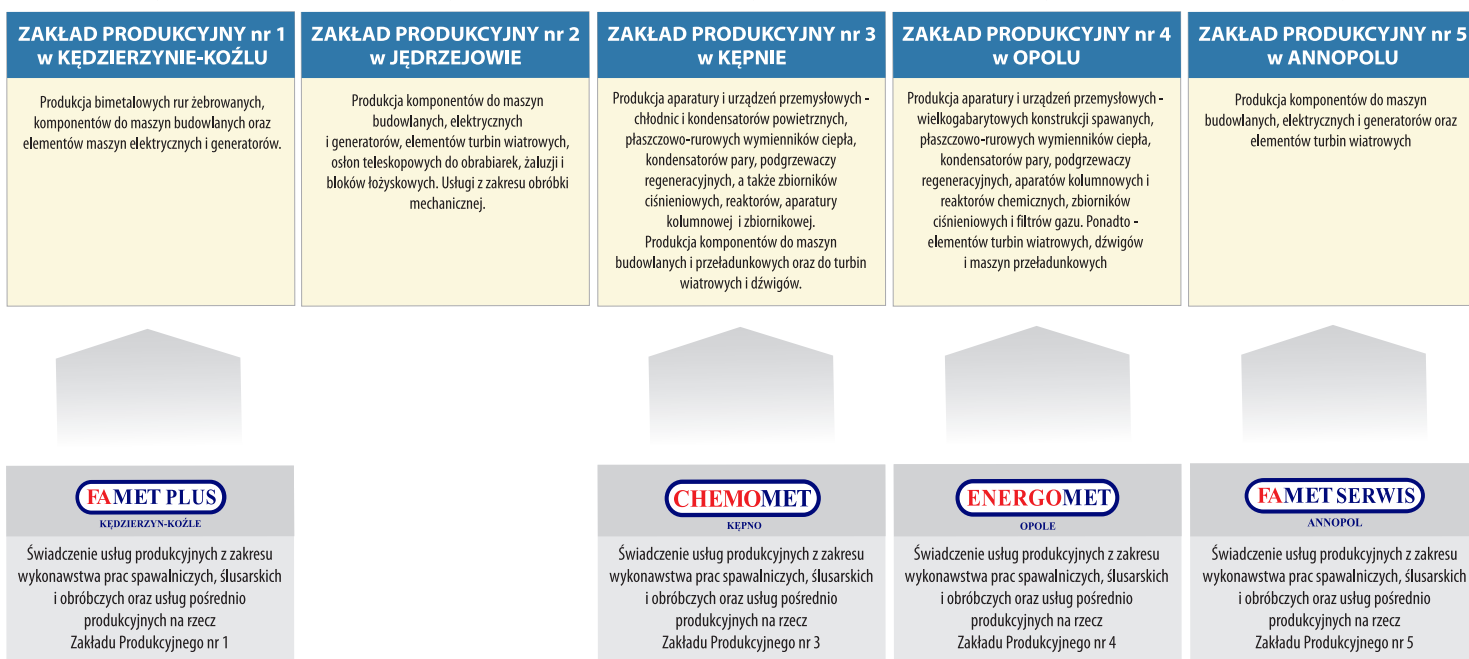 ZAKŁAD PRODUKCYJNY nr 1
w KĘDZIERZYNIE-KOŹLU
Produkcja bimetalowych rur żebrowanych,
komponentów do maszyn budowlanych oraz
elementów maszyn elektrycznych i generatorów.
ZAKŁAD PRODUKCYJNY nr 2
w JĘDRZEJOWIE
Produkcja komponentów do maszyn
budowlanych, elektrycznych
i generatorów, elementów turbin wiatrowych,
osłon teleskopowych do obrabiarek, żaluzji i
bloków łożyskowych. Usługi z zakresu obróbki
mechanicznej.
ZAKŁAD PRODUKCYJNY nr 3
w KĘPNIE
Produkcja aparatury i urządzeń przemysłowych -
chłodnic i kondensatorów powietrznych,
płaszczowo-rurowych wymienników ciepła,
kondensatorów pary, podgrzewaczy
regeneracyjnych, a także zbiorników
ciśnieniowych, reaktorów, aparatury
kolumnowej i zbiornikowej.
Produkcja komponentów do maszyn
budowlanych i przeładunkowych oraz do turbin
wiatrowych i dźwigów.
ZAKŁAD PRODUKCYJNY nr 4
w OPOLU
Produkcja aparatury i urządzeń przemysłowych -
wielkogabarytowych konstrukcji spawanych,
płaszczowo-rurowych wymienników ciepła,
kondensatorów pary, podgrzewaczy
regeneracyjnych, aparatów kolumnowych i
reaktorów chemicznych, zbiorników
ciśnieniowych i filtrów gazu. Ponadto -
elementów turbin wiatrowych, dźwigów
i maszyn przeładunkowych
ZAKŁAD PRODUKCYJNY nr 5
w ANNOPOLU
Produkcja komponentów do maszyn
budowlanych, elektrycznych i generatorów oraz
elementów turbin wiatrowych
FAMET PLUS
KĘDZIERZYN-KOŹLE
Świadczenie usług produkcyjnych z zakresu
wykonawstwa prac spawalniczych, ślusarskich
i obróbczych oraz usług pośrednio
produkcyjnych na rzecz
Zakładu Produkcyjnego nr 1
CHEMOMET
KĘPNO
Świadczenie usług produkcyjnych z zakresu
wykonawstwa prac spawalniczych, ślusarskich
i obróbczych oraz usług pośrednio
produkcyjnych na rzecz
Zakładu Produkcyjnego nr 3
ENERGOMET
OPOLE
Świadczenie usług produkcyjnych z zakresu
wykonawstwa prac spawalniczych, ślusarskich
i obróbczych oraz usług pośrednio
produkcyjnych na rzecz
Zakładu Produkcyjnego nr 4
FAMET SERWIS
ANNOPOL
Świadczenie usług produkcyjnych z zakresu
wykonawstwa prac spawalniczych, ślusarskich
i obróbczych oraz usług pośrednio
produkcyjnych na rzecz
Zakładu Produkcyjnego nr 5